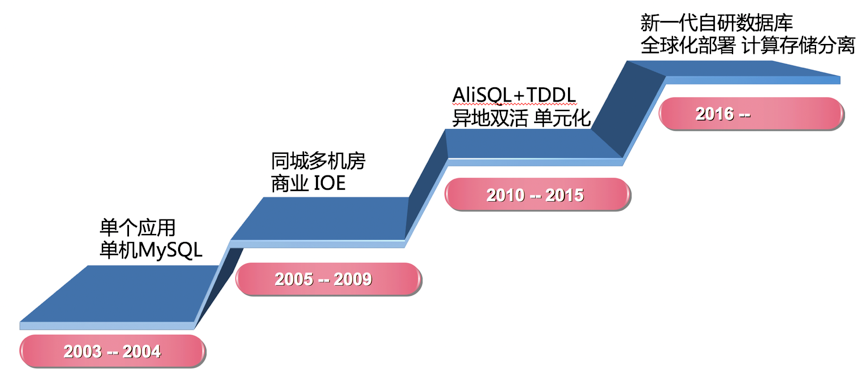 新一代自研数据库
全球化部署 计算存储分离
2016 --
AliSQL+TDDL
异地双活 单元化
2010 -- 2015
同城多机房
商业 IOE
2005 -- 2009
单个应用
单机MySQL
2003 -- 2004